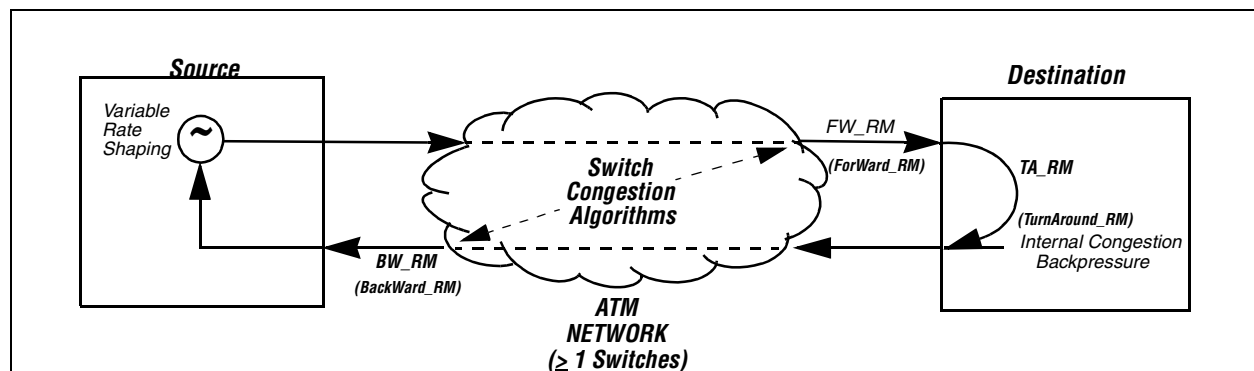 Source
Variable
Rate
Shaping
~
BW_RM
(BackWard_RM)
Switch
Congestion
Algorithms
ATM
NETWORK
(≥ 1 Switches)
FW_RM
(ForWard_RM)
Destination
TA_RM
(TurnAround_RM)
Internal Congestion
Backpressure